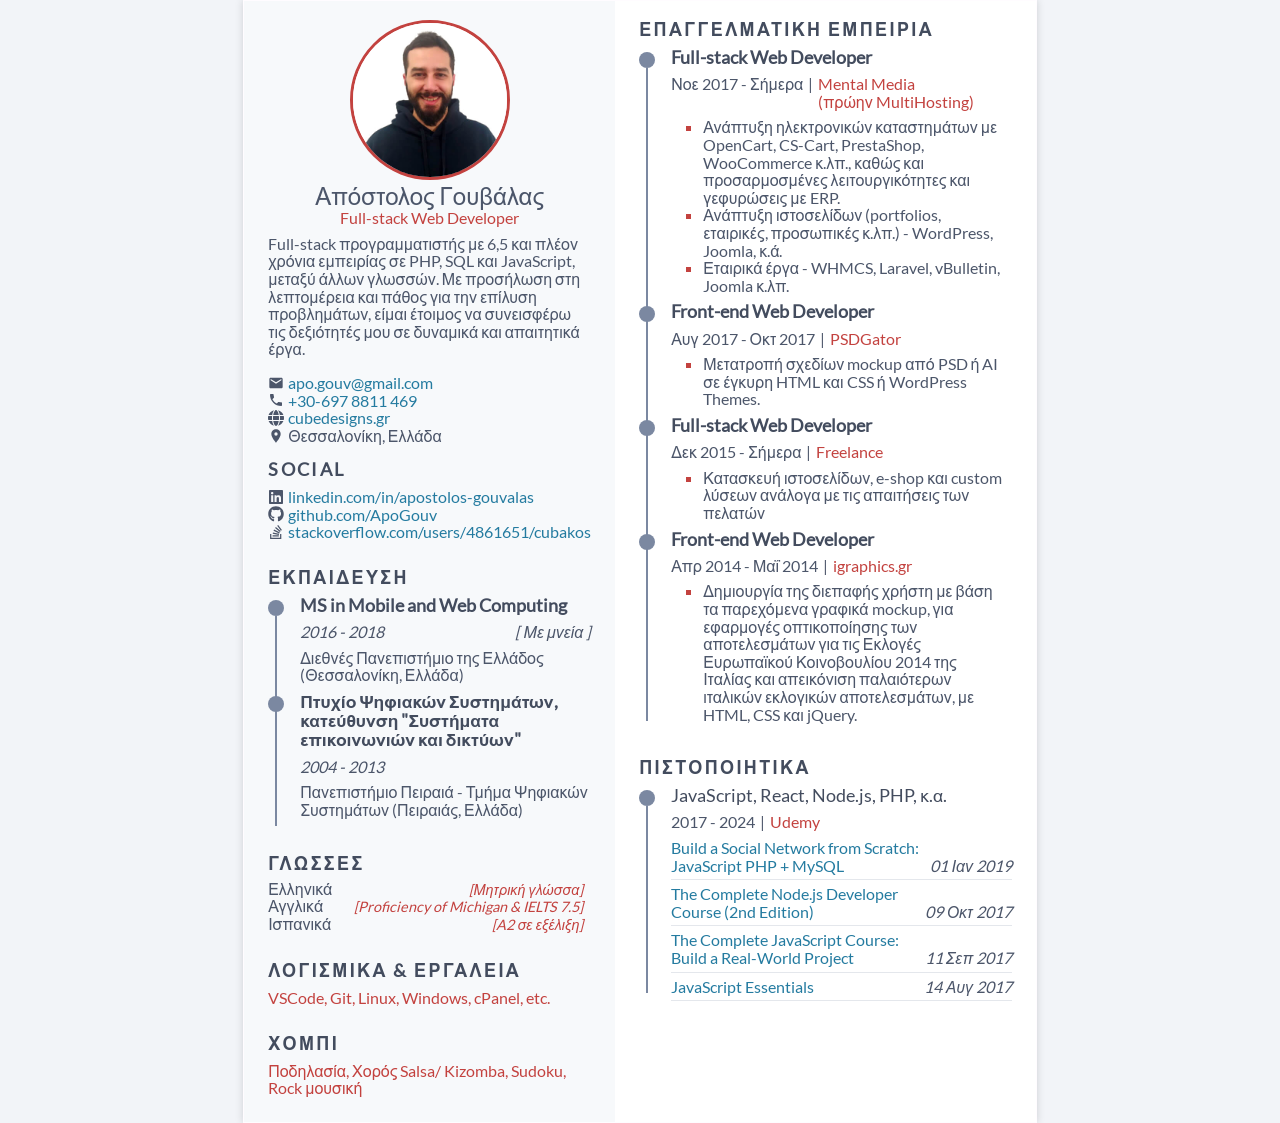 Απόστολος Γουβάλας
Full-stack Web Developer
Full-stack προγραμματιστής με 6,5 και πλέον
χρόνια εμπειρίας σε PHP, SQL και JavaScript,
μεταξύ άλλων γλωσσών. Με προσήλωση στη
λεπτομέρεια και πάθος για την επίλυση
προβλημάτων, είμαι έτοιμος να συνεισφέρω
τις δεξιότητές μου σε δυναμικά και απαιτητικά
έργα.
apo.gouv@gmail.com
+30-697 8811 469
cubedesigns.gr
Θεσσαλονίκη, Ελλάδα
SOCIAL
linkedin.com/in/apostolos-gouvalas
github.com/ApoGouv
stackoverflow.com/users/4861651/cubakos
ΕΚΠΑΙΔΕΥΣΗ
MS in Mobile and Web Computing
2016 - 2018 [ Με μνεία ]
Διεθνές Πανεπιστήμιο της Ελλάδος
(Θεσσαλονίκη, Ελλάδα)
Πτυχίο Ψηφιακών Συστημάτων,
κατεύθυνση "Συστήματα
επικοινωνιών και δικτύων"
2004 - 2013
Πανεπιστήμιο Πειραιά - Τμήμα Ψηφιακών
Συστημάτων (Πειραιάς, Ελλάδα)
ΓΛΩΣΣΕΣ
Ελληνικά [Μητρική γλώσσα]
Αγγλικά [Proficiency of Michigan & IELTS 7.5]
Ισπανικά [A2 σε εξέλιξη]
ΛΟΓΙΣΜΙΚΑ & ΕΡΓΑΛΕΙΑ
VSCode, Git, Linux, Windows, cPanel, etc.
ΧΟΜΠΙ
Ποδηλασία, Χορός Salsa/ Kizomba, Sudoku,
Rock μουσική
ΕΠΑΓΓΕΛΜΑΤΙΚΗ ΕΜΠΕΙΡΙΑ
Full-stack Web Developer
Νοε 2017 - Σήμερα | Mental Media
(πρώην MultiHosting)
Ανάπτυξη ηλεκτρονικών καταστημάτων με
OpenCart, CS-Cart, PrestaShop,
WooCommerce κ.λπ., καθώς και
προσαρμοσμένες λειτουργικότητες και
γεφυρώσεις με ERP.
Ανάπτυξη ιστοσελίδων (portfolios,
εταιρικές, προσωπικές κ.λπ.) - WordPress,
Joomla, κ.ά.
Εταιρικά έργα - WHMCS, Laravel, vBulletin,
Joomla κ.λπ.
Front-end Web Developer
Αυγ 2017 - Οκτ 2017 | PSDGator
Μετατροπή σχεδίων mockup από PSD ή AI
σε έγκυρη HTML και CSS ή WordPress
Themes.
Full-stack Web Developer
Δεκ 2015 - Σήμερα | Freelance
Κατασκευή ιστοσελίδων, e-shop και custom
λύσεων ανάλογα με τις απαιτήσεις των
πελατών
Front-end Web Developer
Απρ 2014 - Μαΐ 2014 | igraphics.gr
Δημιουργία της διεπαφής χρήστη με βάση
τα παρεχόμενα γραφικά mockup, για
εφαρμογές οπτικοποίησης των
αποτελεσμάτων για τις Εκλογές
Ευρωπαϊκού Κοινοβουλίου 2014 της
Ιταλίας και απεικόνιση παλαιότερων
ιταλικών εκλογικών αποτελεσμάτων, με
HTML, CSS και jQuery.
ΠΙΣΤΟΠΟΙΗΤΙΚΑ
JavaScript, React, Node.js, PHP, κ.α.
2017 - 2024 | Udemy
Build a Social Network from Scratch:
JavaScript PHP + MySQL 01 Ιαν 2019
The Complete Node.js Developer
Course (2nd Edition) 09 Οκτ 2017
The Complete JavaScript Course:
Build a Real-World Project 11 Σεπ 2017
JavaScript Essentials 14 Αυγ 2017